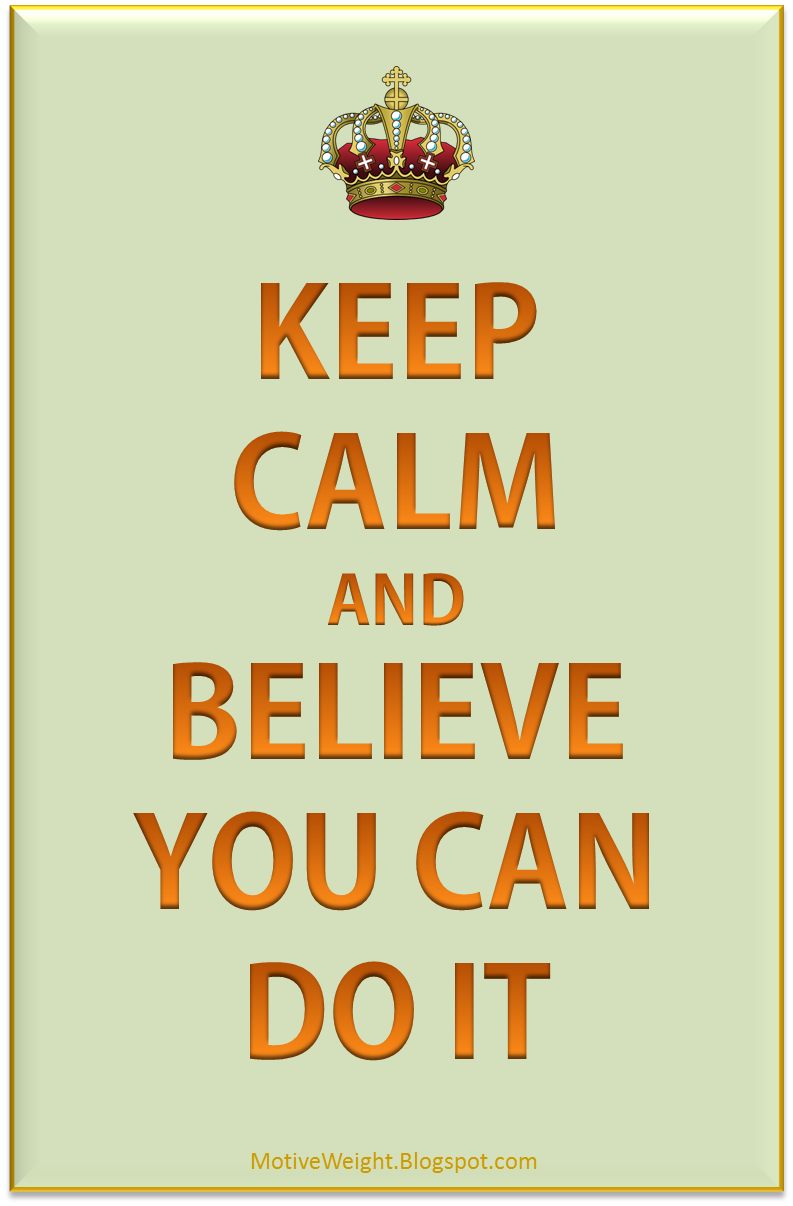 KEEP
CALM
AND
BELIEVE
YOU CAN
DO IT
MotiveWeight.Blogspot.com